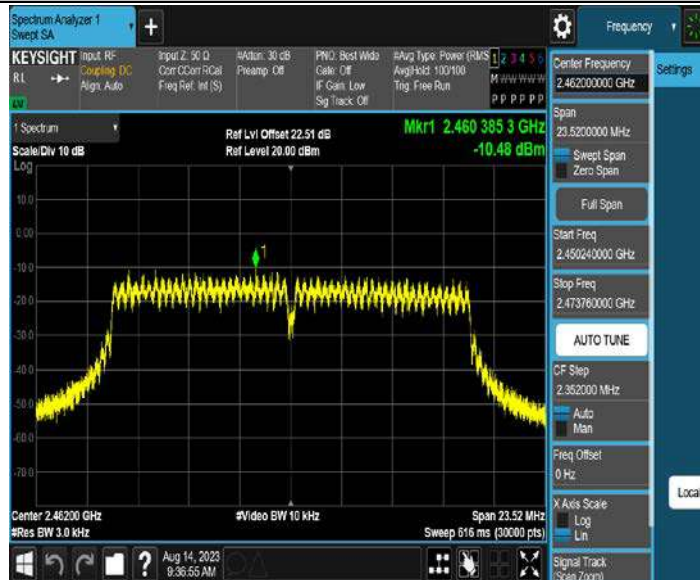 Spectrum Analyzer 1
Swept SA
+
Frequency
KEYSIGHT
RL
Input: RF
Coupling: DC
Align: Auto
Input Z: 50 Ω
Corr CCorr RCal
Freq Ref: Int (S)
#Atten: 30 dB
Preamp: Off
PNO: Best Wide
Gate: Off
IF Gain: Low
Sig Track: Off
#Avg Type: Power (RMS
Avg|Hold: 100/100
Trig: Free Run
1 2 3 4 5 6
M W W W W W
P P P P P P
1 Spectrum
Scale/Div 10 dB
Log
Ref Lvl Offset 22.51 dB
Ref Level 20.00 dBm
Mkr1 2.460 385 3 GHz
-10.48 dBm
10.0
0.00
-10.0
-20.0
-30.0
-40.0
-50.0
-60.0
-70.0
1
Center 2.46200 GHz
#Res BW 3.0 kHz
#Video BW 10 kHz
Span 23.52 MHz
Sweep 616 ms (30000 pts)
?
Aug 14, 2023
9:36:55 AM
Center Frequency
2.462000000 GHz
Span
23.5200000 MHz
Swept Span
Zero Span
Full Span
Start Freq
2.450240000 GHz
Stop Freq
2.473760000 GHz
AUTO TUNE
CF Step
2.352000 MHz
Auto
Man
Freq Offset
0 Hz
X Axis Scale
Log
Lin
Signal Track
(Span Zoom)
Settings
Local